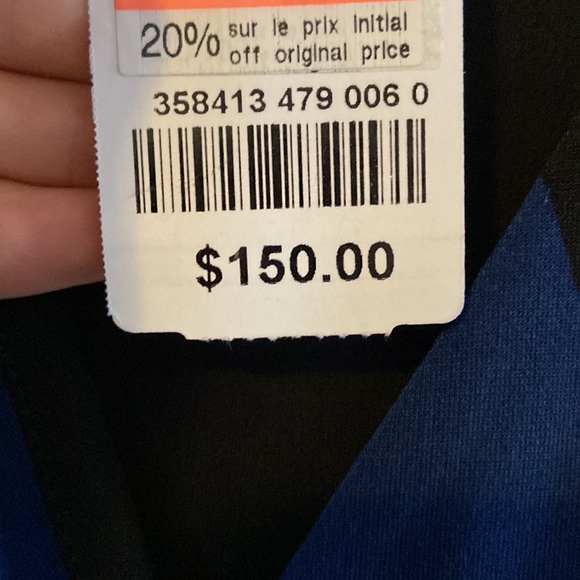 20% sur le prix initial
off original price
358413 479 006 0
$150.00